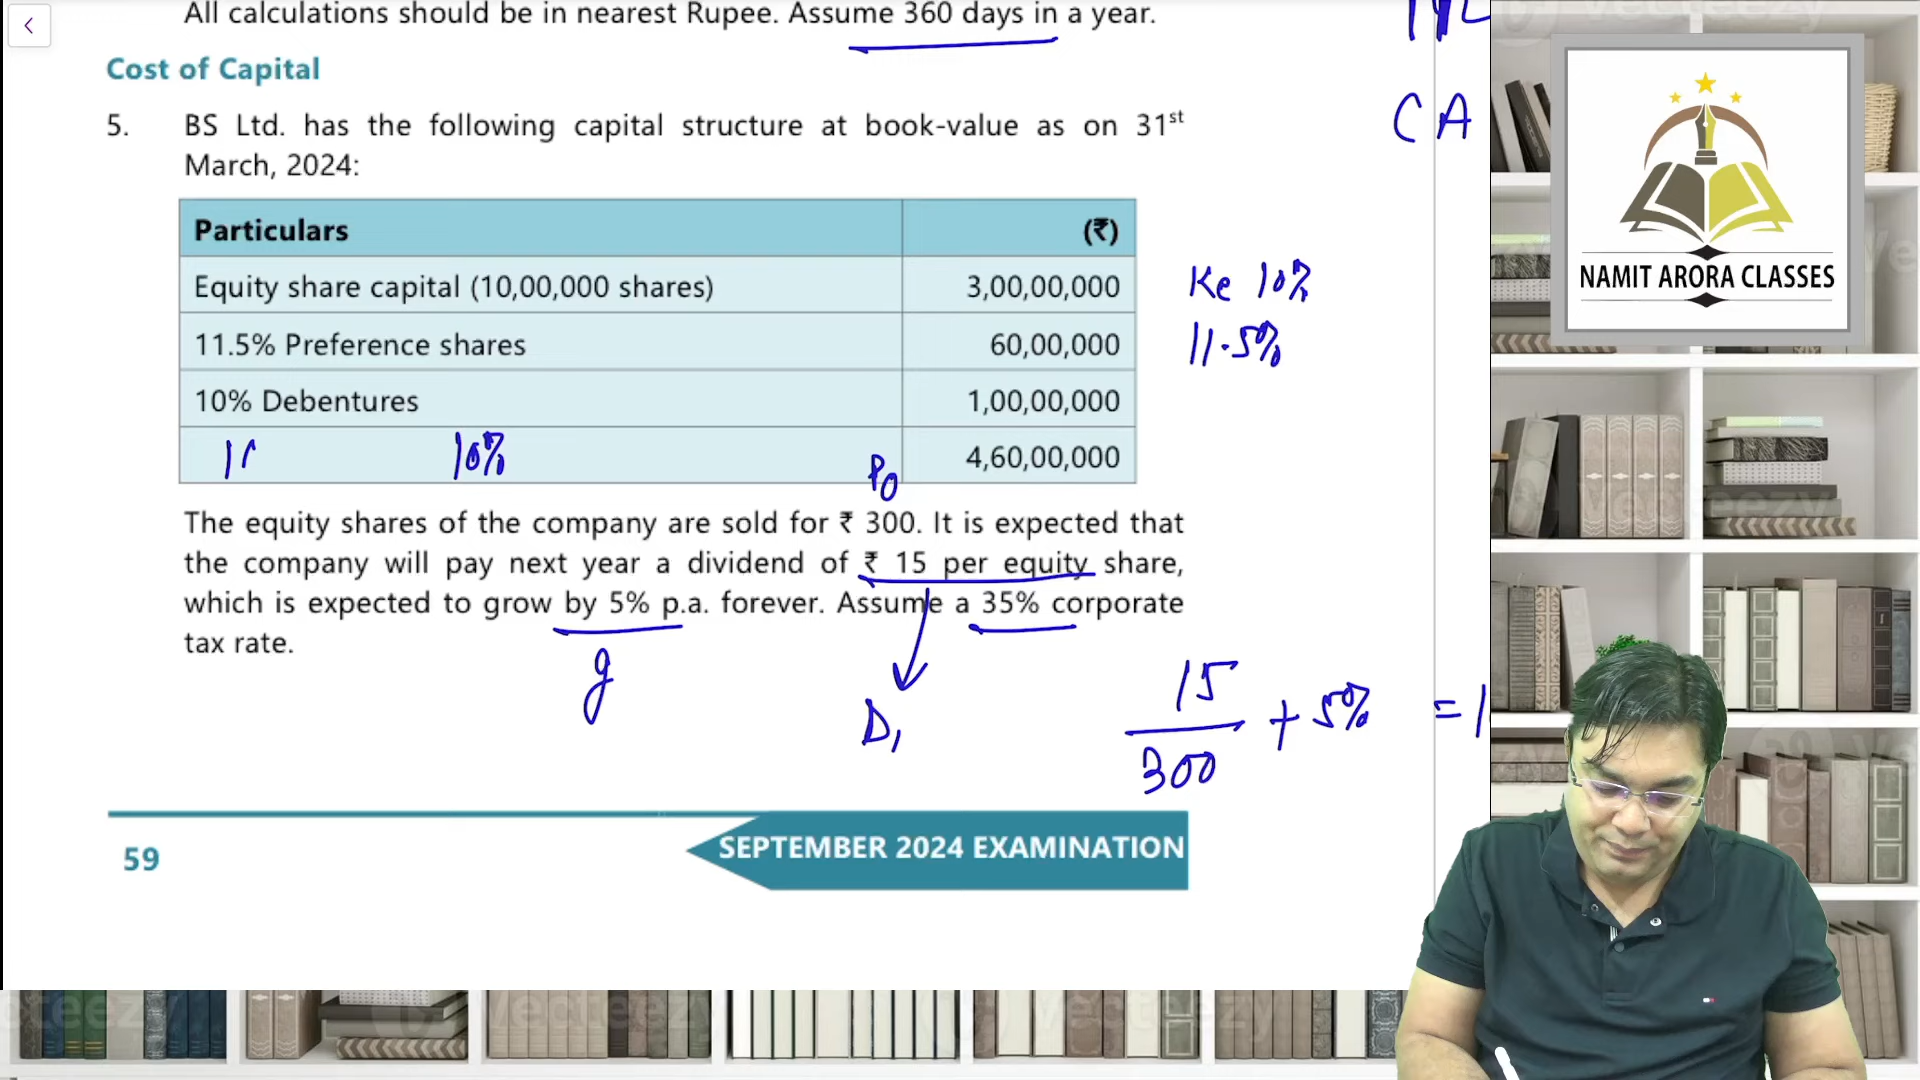 All calculations should be in nearest Rupee. Assume 360 days in a year.
Cost of Capital
5. BS Ltd. has the following capital structure at book-value as on 31st
March, 2024:
Particulars (₹)
Equity share capital (10,00,000 shares) 3,00,00,000
Ke 10%
11.5% Preference shares 60,00,000
11.5%
10% Debentures 1,00,00,000
10% 4,60,00,000
P0
The equity shares of the company are sold for ₹ 300. It is expected that
the company will pay next year a dividend of ₹ 15 per equity share,
which is expected to grow by 5% p.a. forever. Assume a 35% corporate
tax rate.
g
D1
15
300
+ 5% = 1
59
SEPTEMBER 2024 EXAMINATION
CA
NAMIT ARORA CLASSES